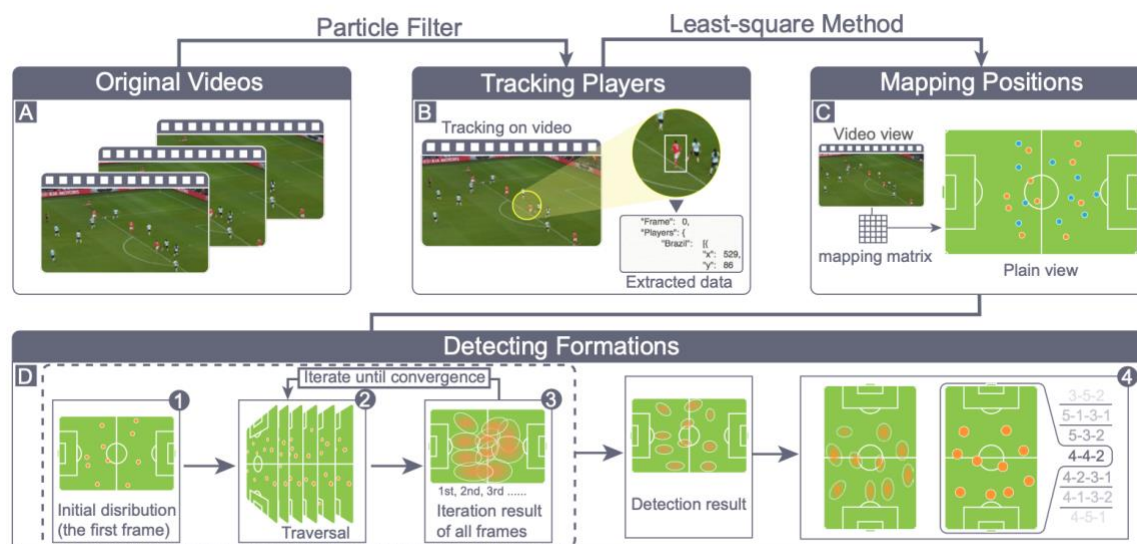 Particle Filter
Least-square Method
Original Videos
A
Tracking Players
B
Tracking on video
"Frame": 0,
"Players": {
"Brazil": [{
"x": 529,
"y": 86
Extracted data
Mapping Positions
C
Video view
mapping matrix
Plain view
Detecting Formations
D
Iterate until convergence
1
Initial disribution
(the first frame)
2
Traversal
3
1st, 2nd, 3rd ......
Iteration result
of all frames
Detection result
4
3-5-2
5-1-3-1
5-3-2
4-4-2
4-2-3-1
4-1-3-2
4-5-1